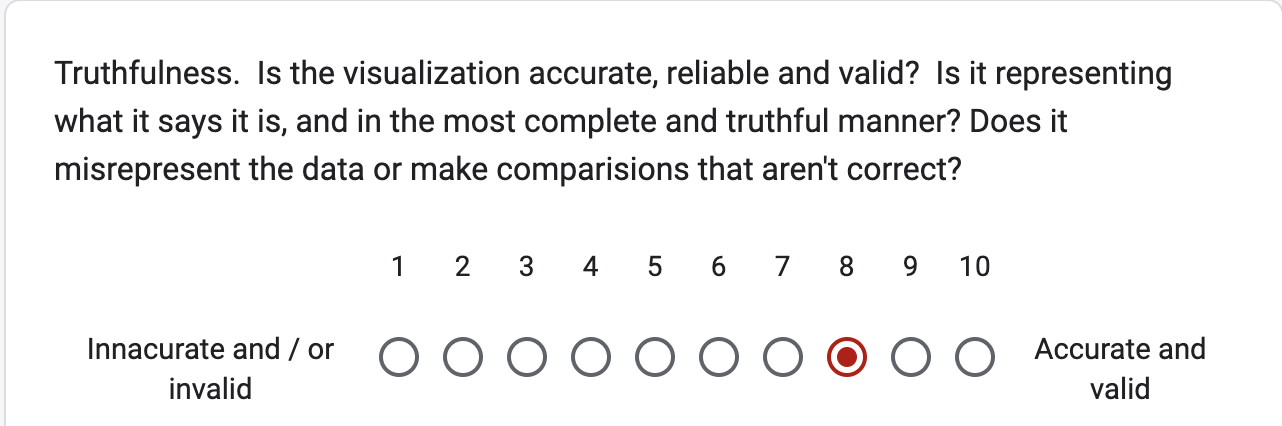 Truthfulness.  Is the visualization accurate, reliable and valid?  Is it representing
what it says it is, and in the most complete and truthful manner? Does it
misrepresent the data or make comparisions that aren't correct?
1 2 3 4 5 6 7 8 9 10
Innacurate and / or
invalid
Accurate and
valid